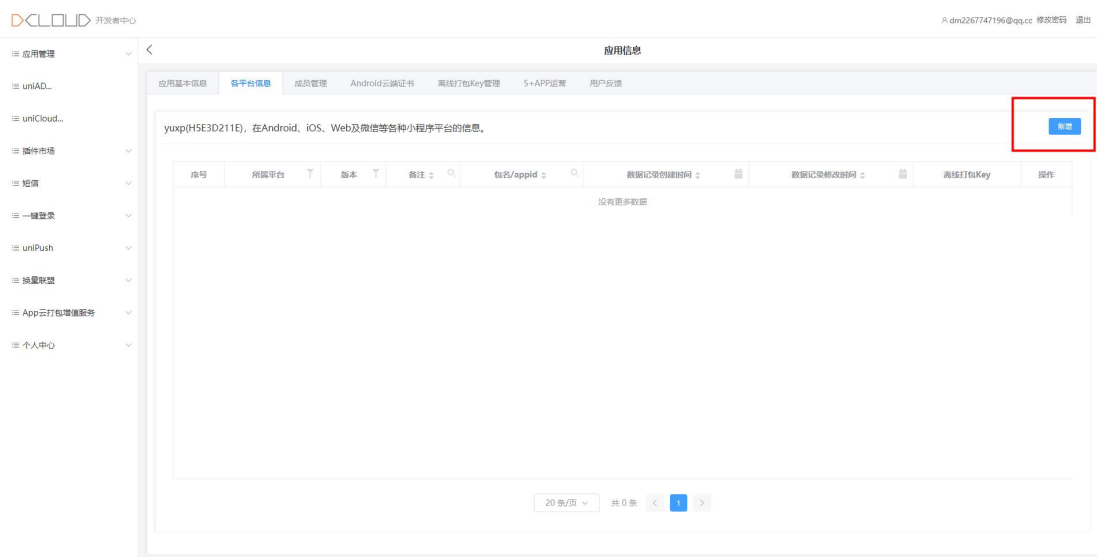 DCLOUD 开发者中心
dm2267747196@qq.cc 修改密码 退出
应用管理
uniAD...
uniCloud...
插件市场
短信
一键登录
uniPush
换量联盟
App云打包增值服务
个人中心
应用信息
应用基本信息 各平台信息 成员管理 Android云端证书 离线打包Key管理 5+APP运营 用户反馈
yuxp(H5E3D211E)，在Android、iOS、Web及微信等各种小程序平台的信息。
新增
序号 所属平台 版本 备注 包名/appid 数据记录创建时间 数据记录修改时间 离线打包Key 操作
没有更多数据
20 条/页 共 0 条 < 1 >